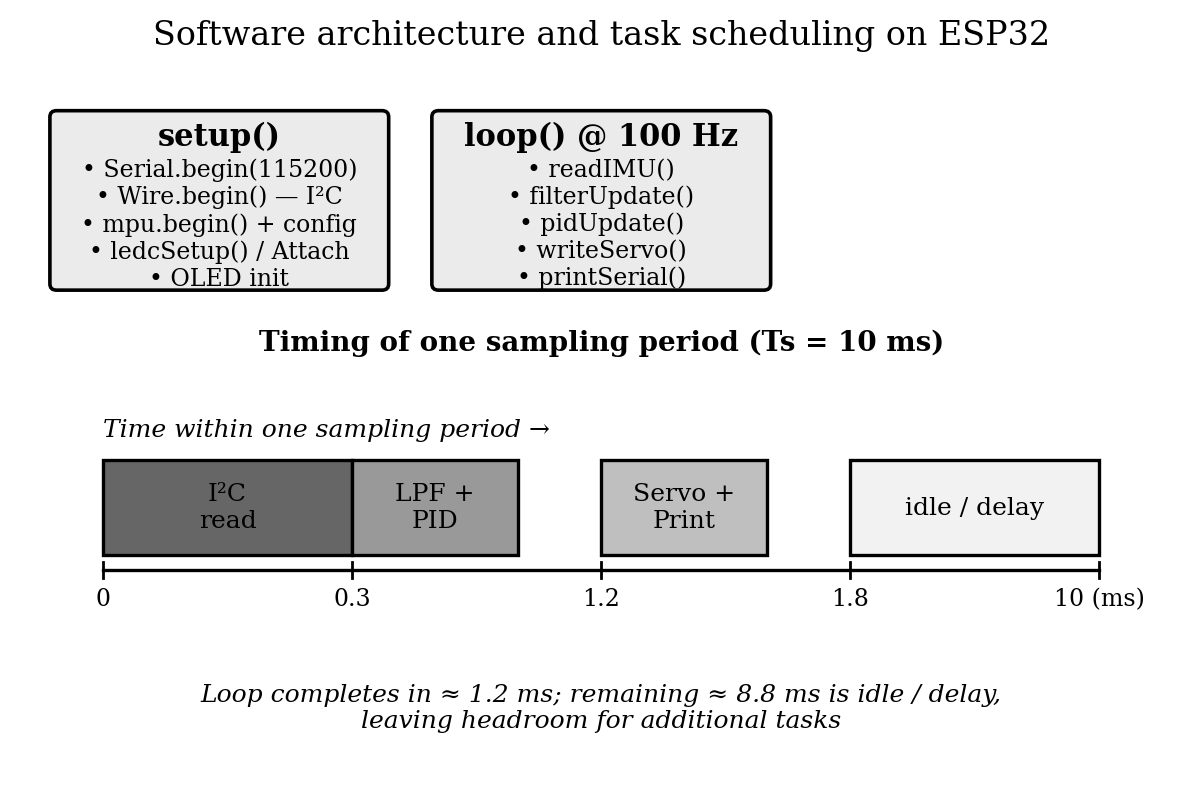 Software architecture and task scheduling on ESP32
setup()
• Serial.begin(115200)
• Wire.begin() — I²C
• mpu.begin() + config
• ledcSetup() / Attach
• OLED init
loop() @ 100 Hz
• readIMU()
• filterUpdate()
• pidUpdate()
• writeServo()
• printSerial()
Timing of one sampling period (Ts = 10 ms)
Time within one sampling period →
I²C
read
LPF +
PID
Servo +
Print
idle / delay
0
0.3
1.2
1.8
10 (ms)
Loop completes in ≈ 1.2 ms; remaining ≈ 8.8 ms is idle / delay,
leaving headroom for additional tasks